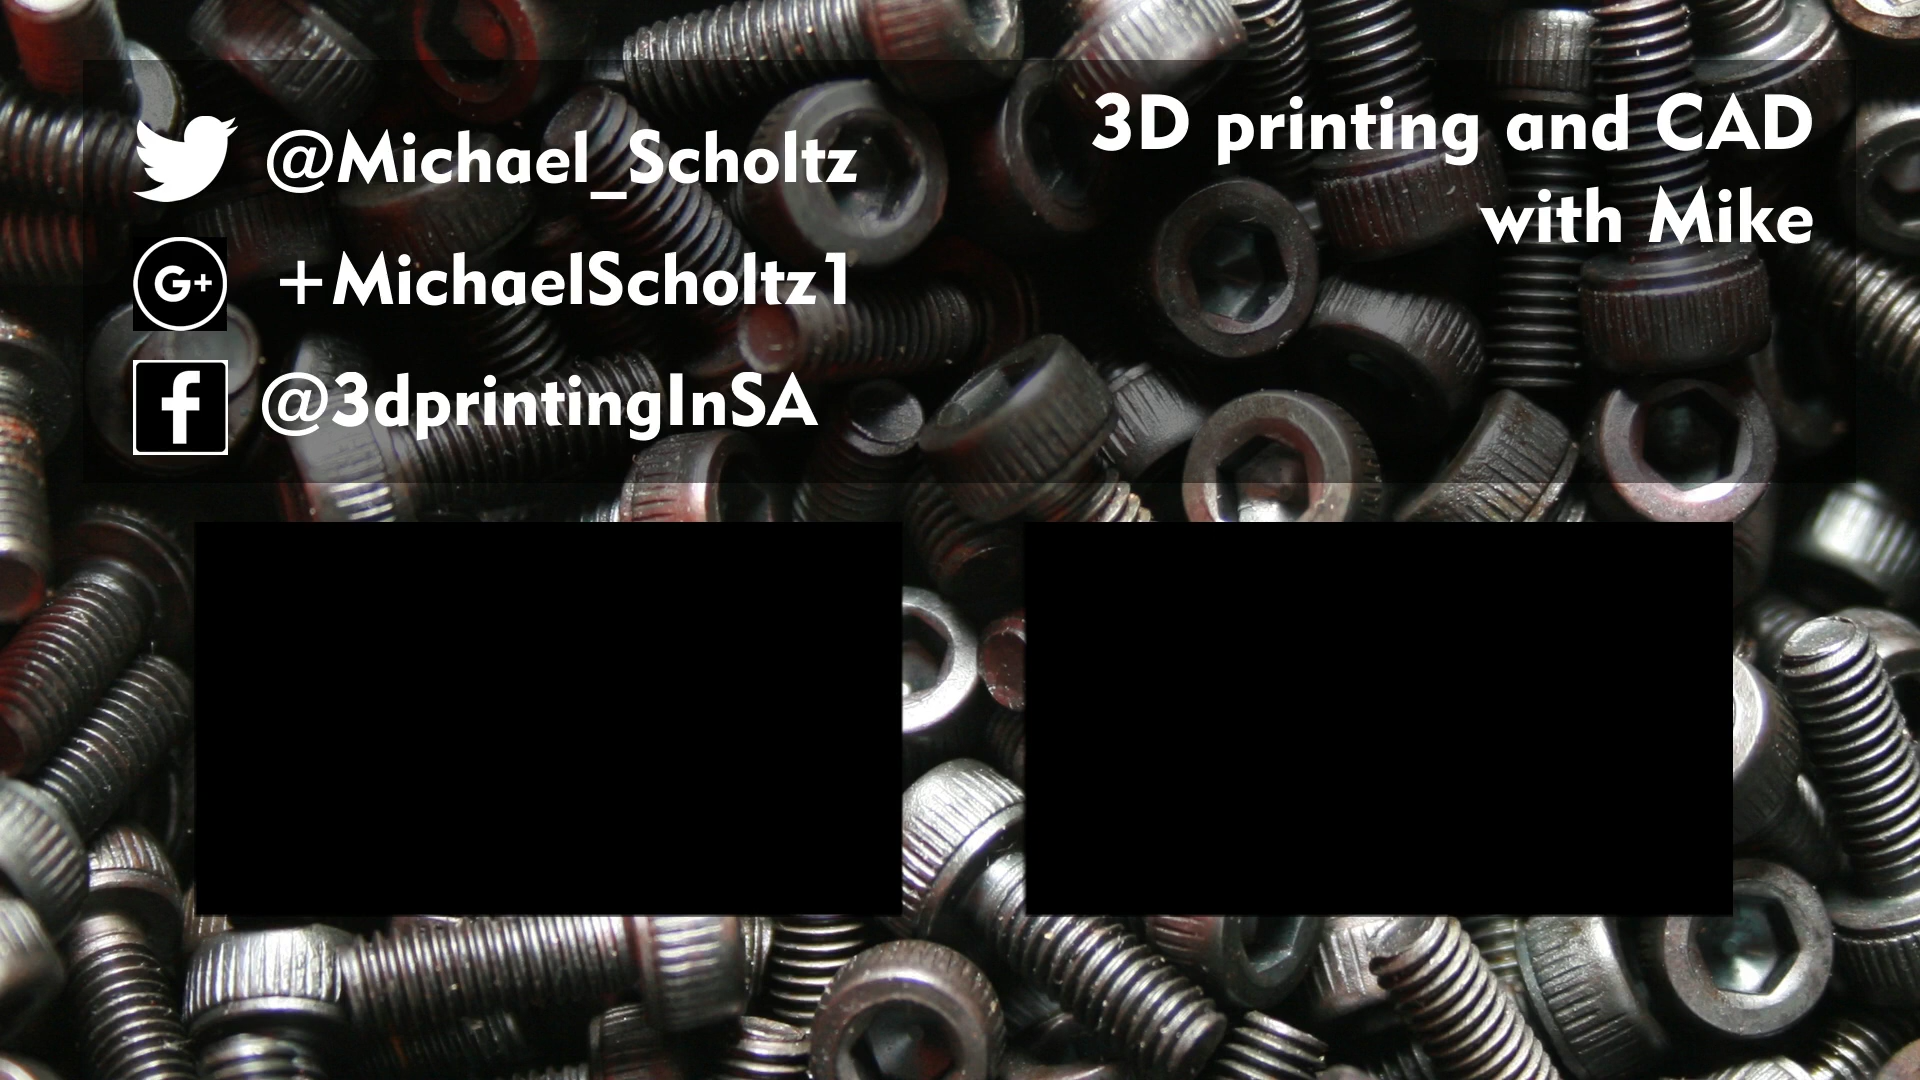 @Michael_Scholtz
G+ +MichaelScholtz1
f @3dprintingInSA
3D printing and CAD
with Mike